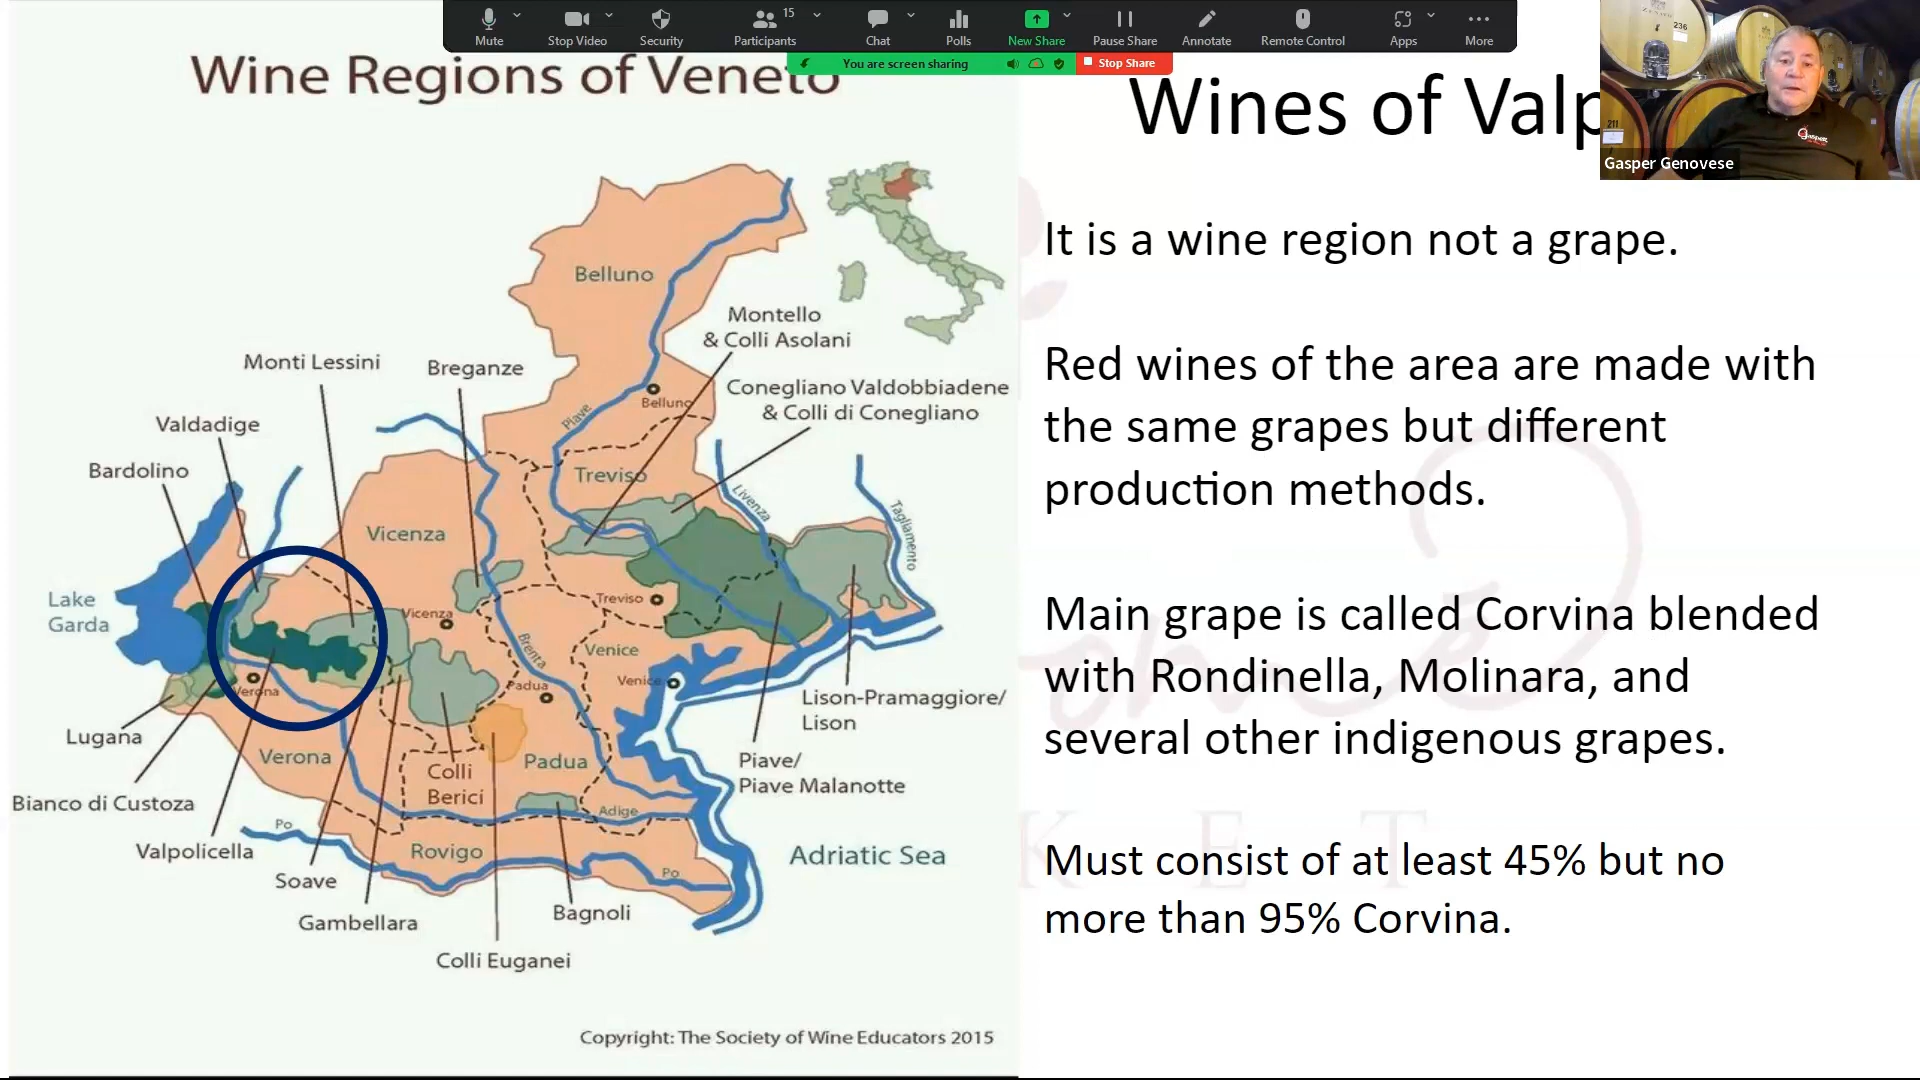 Mute
Stop Video
Security
Participants
15
Chat
Polls
New Share
Pause Share
Annotate
Remote Control
Apps
More
You are screen sharing
Stop Share
Wine Regions of Veneto
Wines of Valp
236
211
Gasper Genovese
Belluno
Montello
& Colli Asolani
Monti Lessini
Breganze
Conegliano Valdobbiadene
& Colli di Conegliano
Belluno
Piave
Valdadige
Bardolino
Treviso
Livenza
Tagliamento
Vicenza
Lake
Garda
Vicenza
Treviso
Brenta
Venice
Venice
Verona
Padua
Lison-Pramaggiore/
Lison
Lugana
Verona
Colli
Berici
Padua
Piave/
Piave Malanotte
Bianco di Custoza
Adige
Po
Valpolicella
Rovigo
Adriatic Sea
Po
Soave
Gambellara
Bagnoli
Colli Euganei
Copyright: The Society of Wine Educators 2015
It is a wine region not a grape.
Red wines of the area are made with
the same grapes but different
production methods.
Main grape is called Corvina blended
with Rondinella, Molinara, and
several other indigenous grapes.
Must consist of at least 45% but no
more than 95% Corvina.
K E T